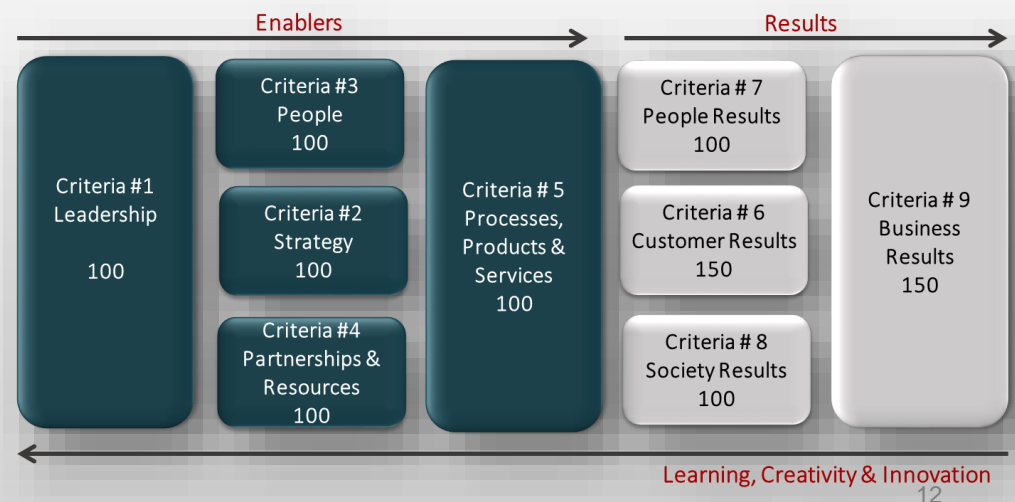 Enablers
Results
Criteria #1
Leadership
100
Criteria #3
People
100
Criteria #2
Strategy
100
Criteria #4
Partnerships &
Resources
100
Criteria # 5
Processes,
Products &
Services
100
Criteria # 7
People Results
100
Criteria # 6
Customer Results
150
Criteria # 8
Society Results
100
Criteria # 9
Business
Results
150
Learning, Creativity & Innovation
12